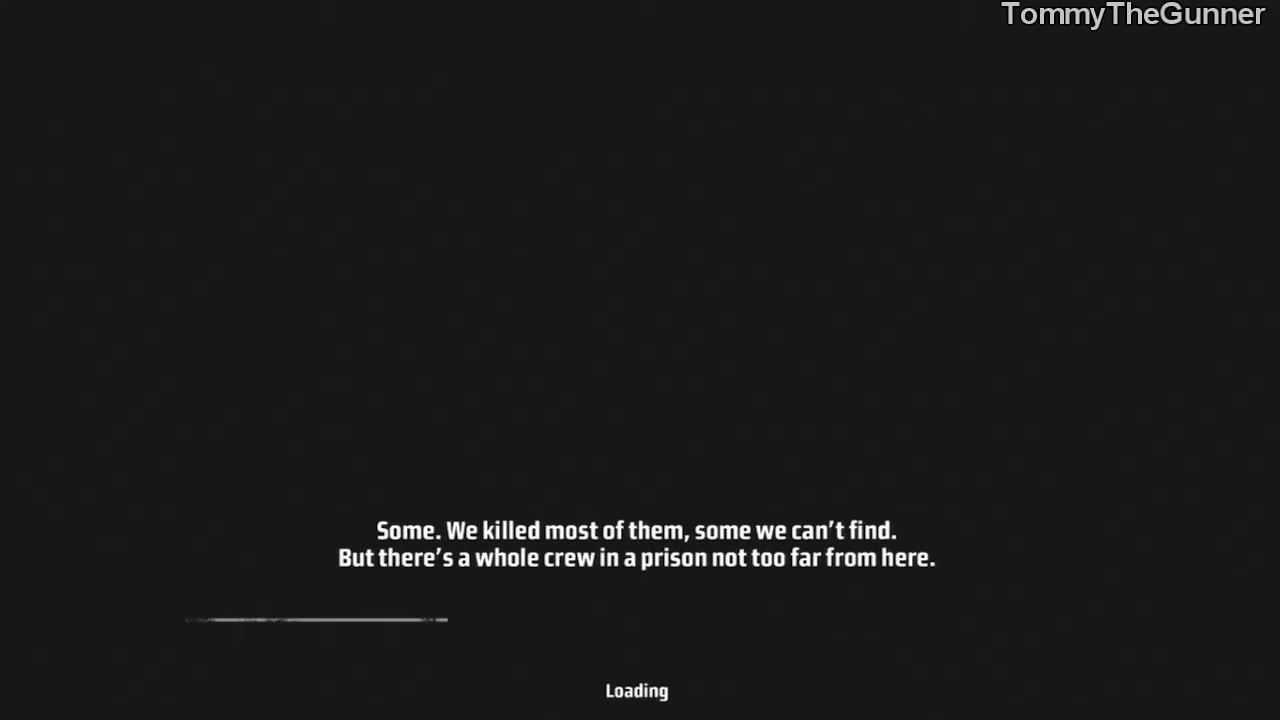 TommyTheGunner
Some. We killed most of them, some we can’t find.
But there’s a whole crew in a prison not too far from here.
Loading